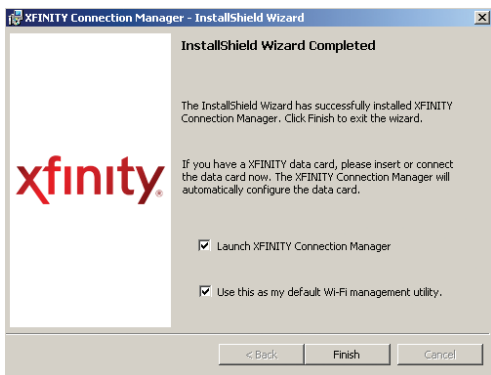 XFINITY Connection Manager - InstallShield Wizard
InstallShield Wizard Completed
The InstallShield Wizard has successfully installed XFINITY
Connection Manager. Click Finish to exit the wizard.
If you have a XFINITY data card, please insert or connect
the data card now. The XFINITY Connection Manager will
automatically configure the data card.
xfinity®
Launch XFINITY Connection Manager
Use this as my default Wi-Fi management utility.
< Back
Finish
Cancel